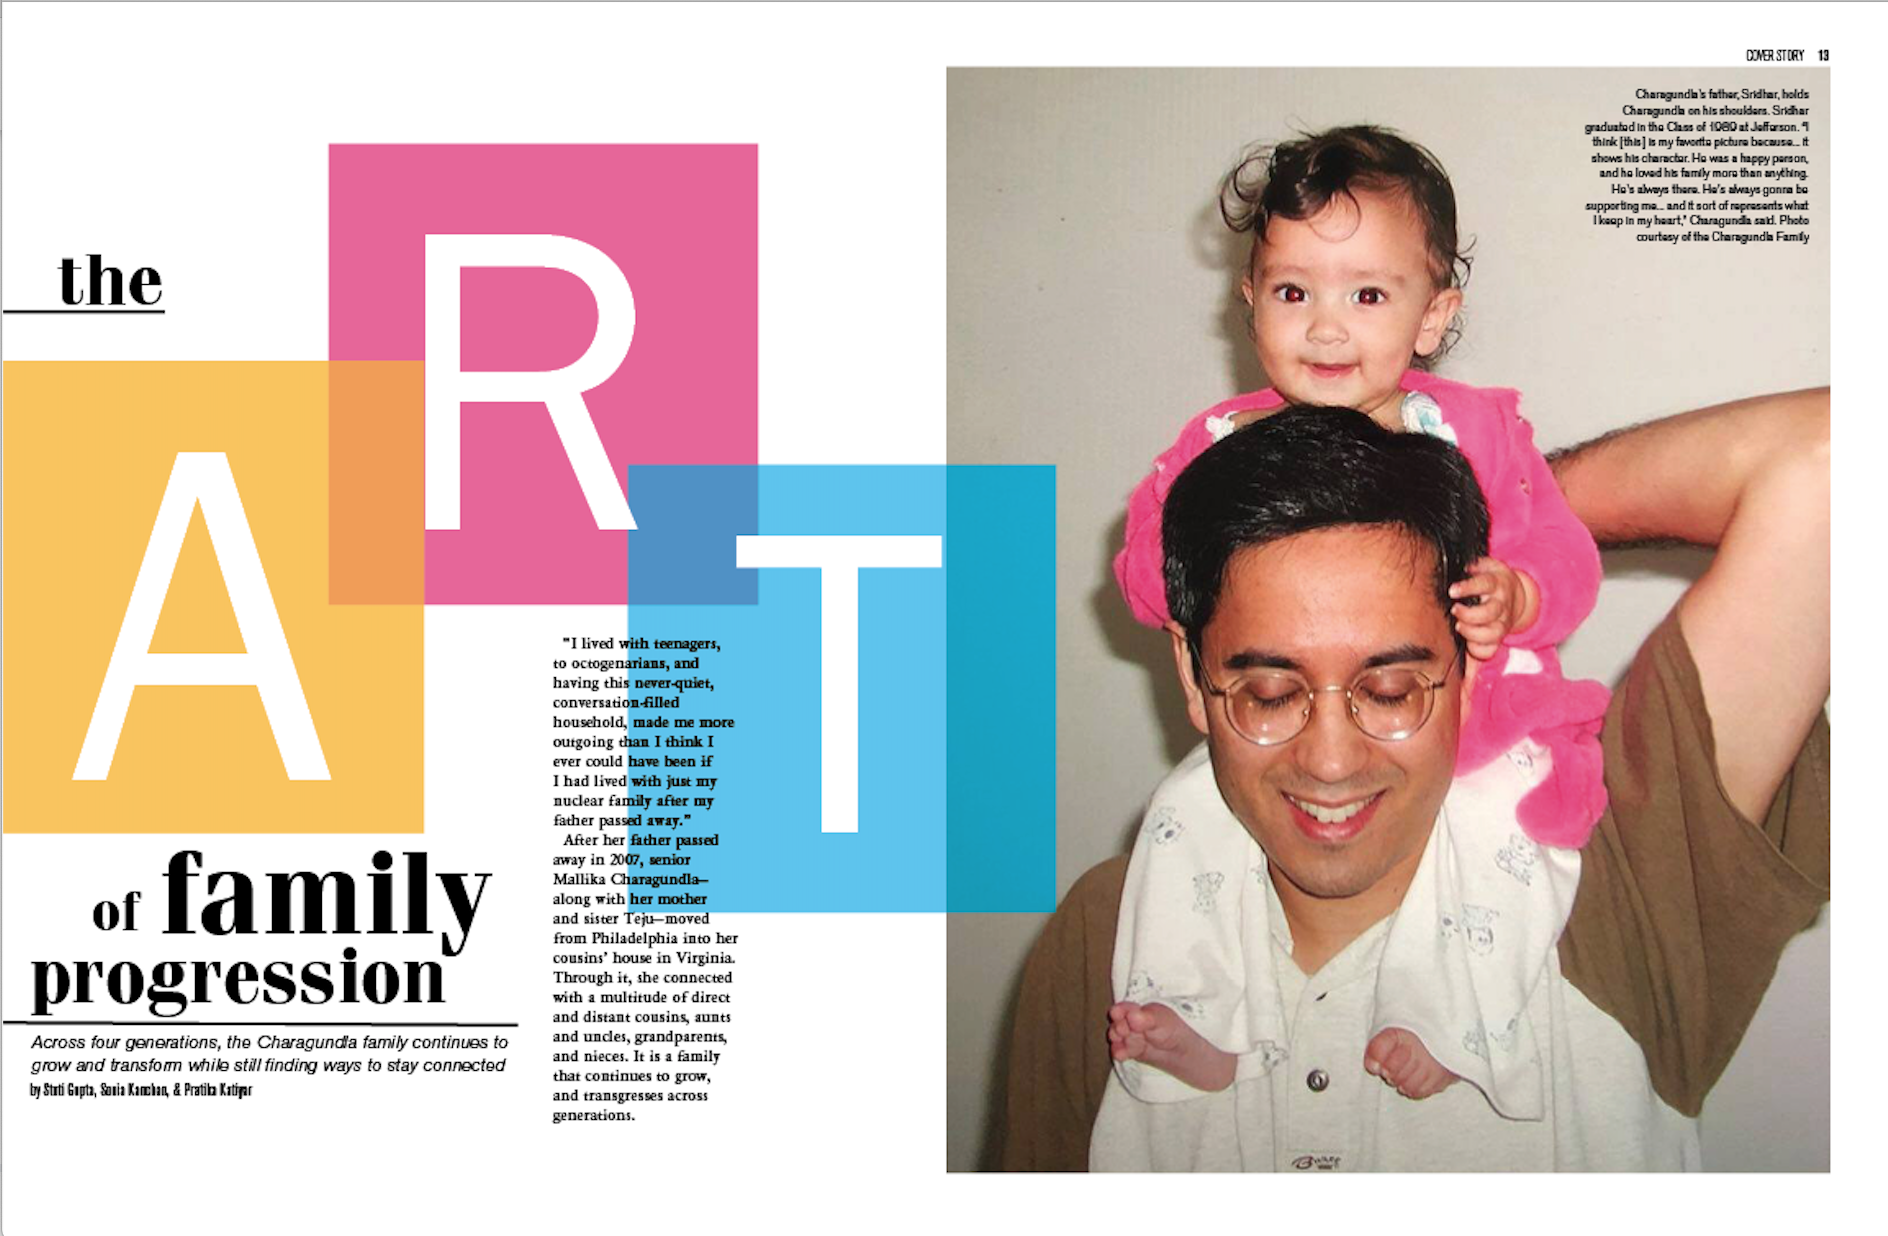 COVER STORY 13
the
ART
of family
progression
Across four generations, the Charagundla family continues to
grow and transform while still finding ways to stay connected
by Stuti Gupta, Sonia Kanchan, & Pratika Katiyar
"I lived with teenagers,
to octogenarians, and
having this never-quiet,
conversation-filled
household, made me more
outgoing than I think I
ever could have been if
I had lived with just my
nuclear family after my
father passed away."
After her father passed
away in 2007, senior
Mallika Charagundla—
along with her mother
and sister Teju—moved
from Philadelphia into her
cousins' house in Virginia.
Through it, she connected
with a multitude of direct
and distant cousins, aunts
and uncles, grandparents,
and nieces. It is a family
that continues to grow,
and transgresses across
generations.
Charagundla's father, Sridhar, holds
Charagundla on his shoulders. Sridhar
graduated in the Class of 1989 at Jefferson. "I
think [this] is my favorite picture because... it
shows his character. He was a happy person,
and he loved his family more than anything.
He's always there. He's always gonna be
supporting me... and it sort of represents what
I keep in my heart," Charagundla said. Photo
courtesy of the Charagundla Family